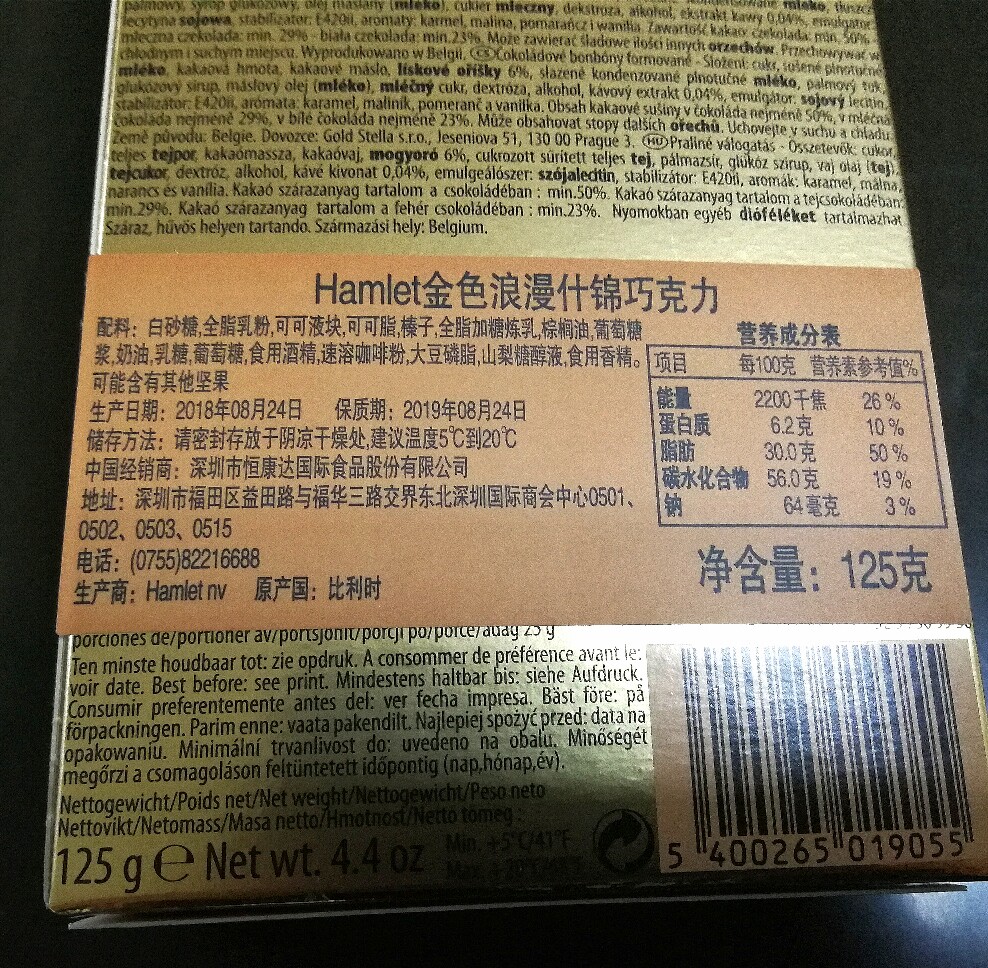 palmowy, syrop glukozowy, olej maślany (mleko), cukier mleczny, dekstroza, alkohol, ekstrakt kawy 0,04%, emulgator:
lecytyna sojowa, stabilizator: E420ii, aromaty: karmel, malina, pomarańcz i wanilia. Zawartość kakao: czekolada: min. 50%
mleczna czekolada: min. 29% - biała czekolada: min.23%. Może zawierać śladowe ilości innych orzechów. Przechowywać w
chłodnym i suchym miejscu. Wyprodukowano w Belgii. CS Čokoládové bonbóny formované - Složení: cukr, sušené plnotučné
mléko, kakaová hmota, kakaové máslo, lískové oříšky 6%, slazené kondenzované plnotučné mléko, palmový tuk,
glukózový sirup, máslový olej (mléko), mléčný cukr, dextróza, alkohol, kávový extrakt 0,04%, emulgátor: sojový lecitin,
stabilizátor: E420ii, arómata: karamel, maliník, pomeranč a vanilka. Obsah kakaové sušiny v čokoláda nejméně 50%, v mléčná
čokoláda nejméně 29%, v bílé čokoláda nejméně 23%. Může obsahovat stopy dalších ořechů. Uchovejte v suchu a chladu.
Země původu: Belgie. Dovozce: Gold Stella s.r.o., Jeseniova 51, 130 00 Prague 3. HU Praliné válogatás - Összetevők: cukor,
teljes tejpor, kakaómassza, kakaóvaj, mogyoró 6%, cukrozott sűrített teljes tej, pálmazsír, glükóz szirup, vaj olaj (tej),
tejcukor, dextróz, alkohol, kávé kivonat 0,04%, emulgeálószer: szójalecitin, stabilizátor: E420ii, aromák: karamel, málna,
narancs és vanília. Kakaó szárazanyag tartalom a csokoládéban : min.50%. Kakaó szárazanyag tartalom a tejcsokoládéban:
min.29%. Kakaó szárazanyag tartalom a fehér csokoládéban : min.23%. Nyomokban egyéb dióféléket tartalmazhat
Száraz, hűvös helyen tartando. Származási hely: Belgium.
Hamlet金色浪漫什锦巧克力
配料：白砂糖,全脂乳粉,可可液块,可可脂,榛子,全脂加糖炼乳,棕榈油,葡萄糖
浆,奶油,乳糖,葡萄糖,食用酒精,速溶咖啡粉,大豆磷脂,山梨糖醇液,食用香精。
可能含有其他坚果
生产日期：2018年08月24日 保质期：2019年08月24日
储存方法：请密封存放于阴凉干燥处,建议温度5℃到20℃
中国经销商：深圳市恒康达国际食品股份有限公司
地址：深圳市福田区益田路与福华三路交界东北深圳国际商会中心0501、
0502、0503、0515
电话：(0755)82216688
生产商：Hamlet nv 原产国：比利时
营养成分表
项目 每100克 营养素参考值%
能量 2200千焦 26%
蛋白质 6.2克 10%
脂肪 30.0克 50%
碳水化合物 56.0克 19%
钠 64毫克 3%
净含量：125克
porciones de/portioner av/portsjonit/porcji po/porce/adag 25 g
Ten minste houdbaar tot: zie opdruk. A consommer de préférence avant le:
voir date. Best before: see print. Mindestens haltbar bis: siehe Aufdruck.
Consumir preferentemente antes del: ver fecha impresa. Bäst före: på
förpackningen. Parim enne: vaata pakendilt. Najlepiej spożyć przed: data na
opakowaniu. Minimální trvanlivost do: uvedeno na obalu. Minőségét
megőrzi a csomagoláson feltüntetett időpontig (nap,hónap,év).
Nettogewicht/Poids net/Net weight/Nettogewicht/Peso neto
Nettovikt/Netomass/Masa netto/Hmotnost/Netto tömeg :
125 g e Net wt. 4.4 oz
Min. +5°C/41°F
Max.
5 400265 019055